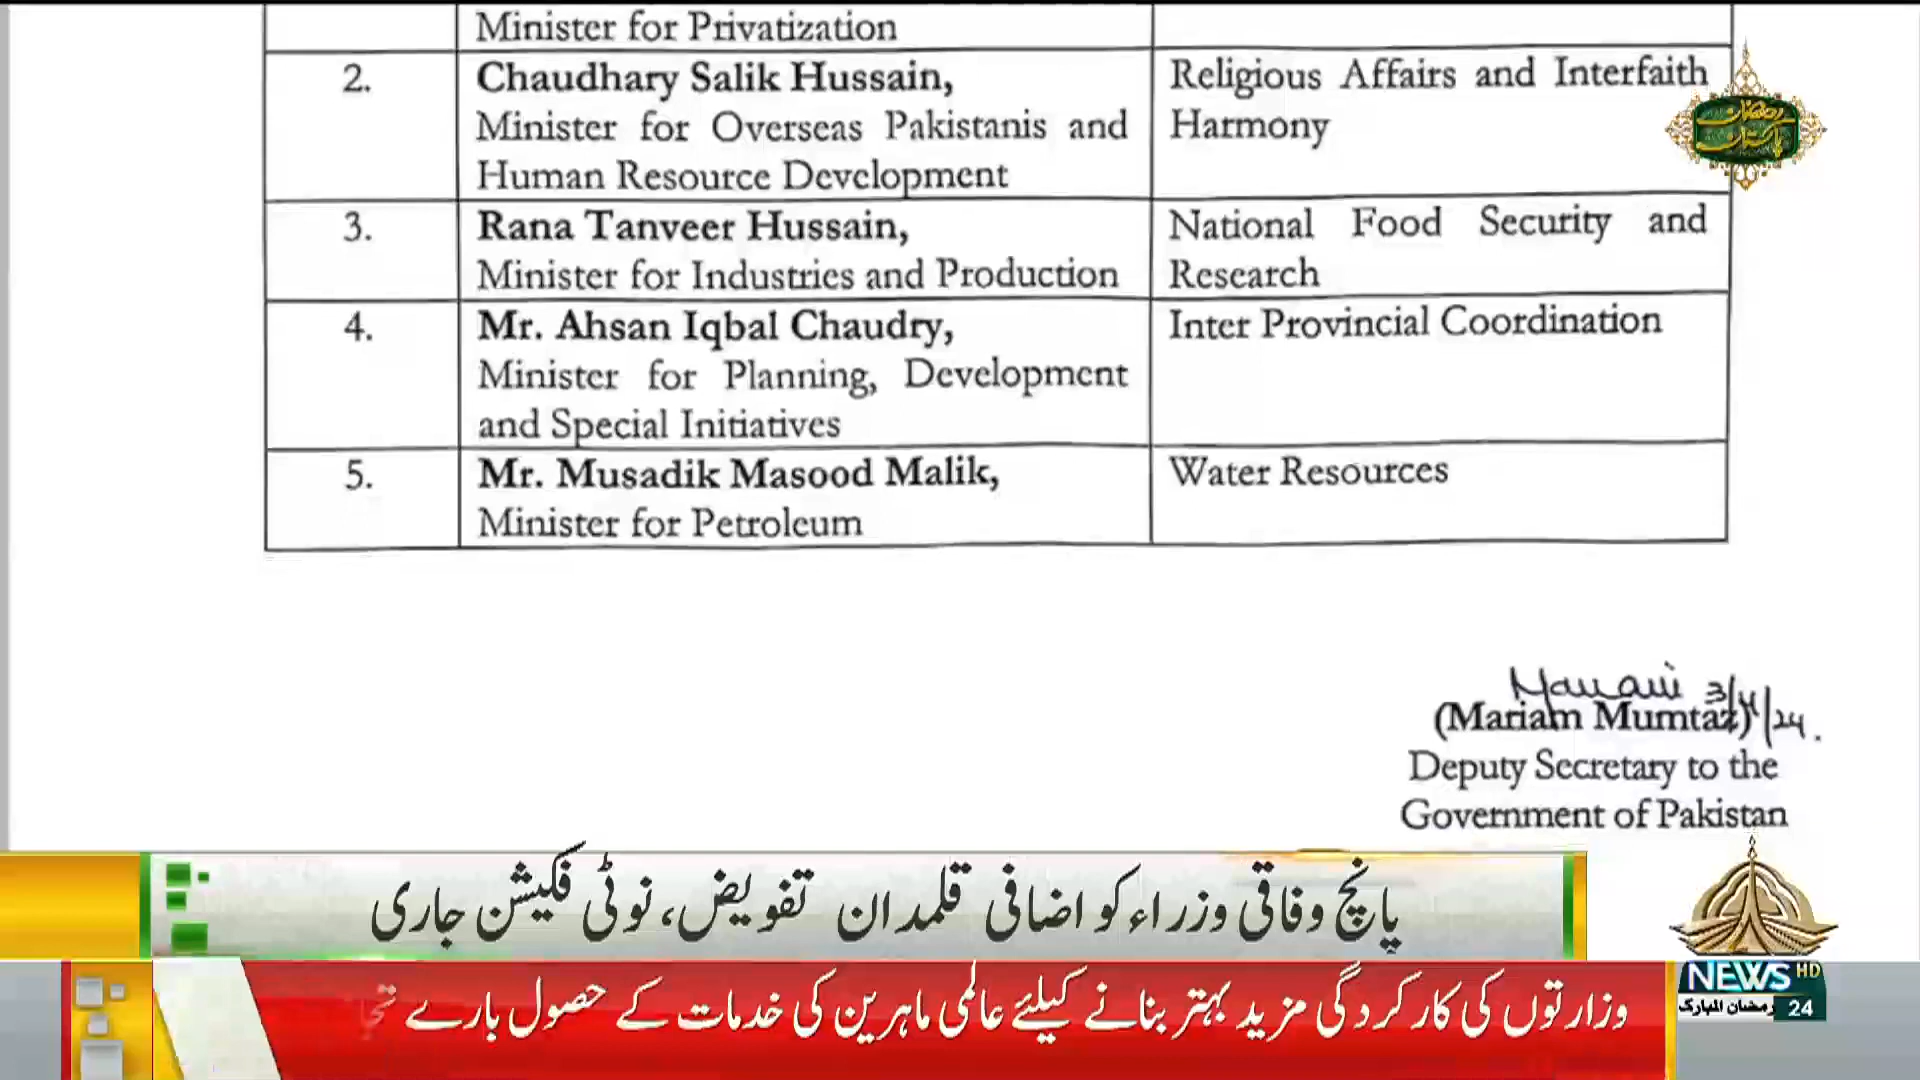 Minister for Privatization
2.
Chaudhary Salik Hussain,
Minister for Overseas Pakistanis and
Human Resource Development
Religious Affairs and Interfaith
Harmony
3.
Rana Tanveer Hussain,
Minister for Industries and Production
National Food Security and
Research
4.
Mr. Ahsan Iqbal Chaudry,
Minister for Planning, Development
and Special Initiatives
Inter Provincial Coordination
5.
Mr. Musadik Masood Malik,
Minister for Petroleum
Water Resources
(Mariam Mumtaz)
Deputy Secretary to the
Government of Pakistan
پانچ وفاقی وزراء کو اضافی قلمدان تفویض، نوٹی فکیشن جاری
وزارتوں کی کارکردگی مزید بہتر بنانے کیلئے عالمی ماہرین کی خدمات کے حصول بارے
NEWS HD
رمضان المبارک 24